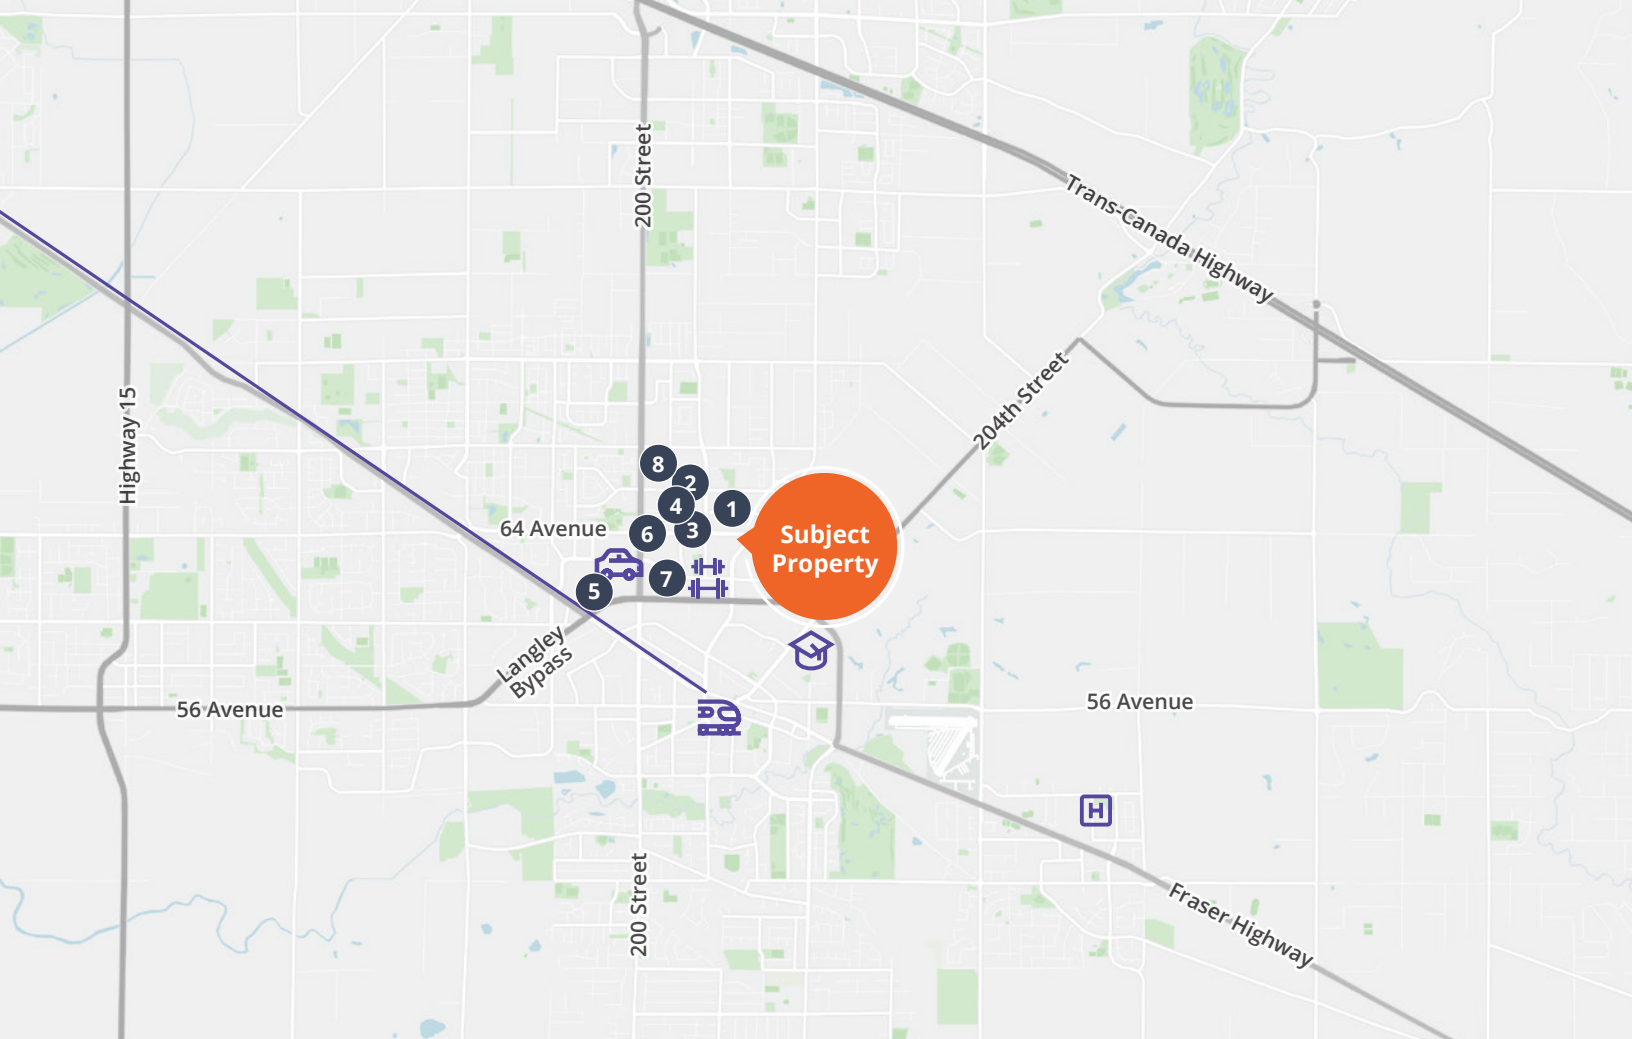 200 Street
Trans-Canada Highway
204th Street
Highway 15
8
2
4
1
3
6
64 Avenue
Subject
Property
7
5
Langley
Bypass
56 Avenue
56 Avenue
H
200 Street
Fraser Highway